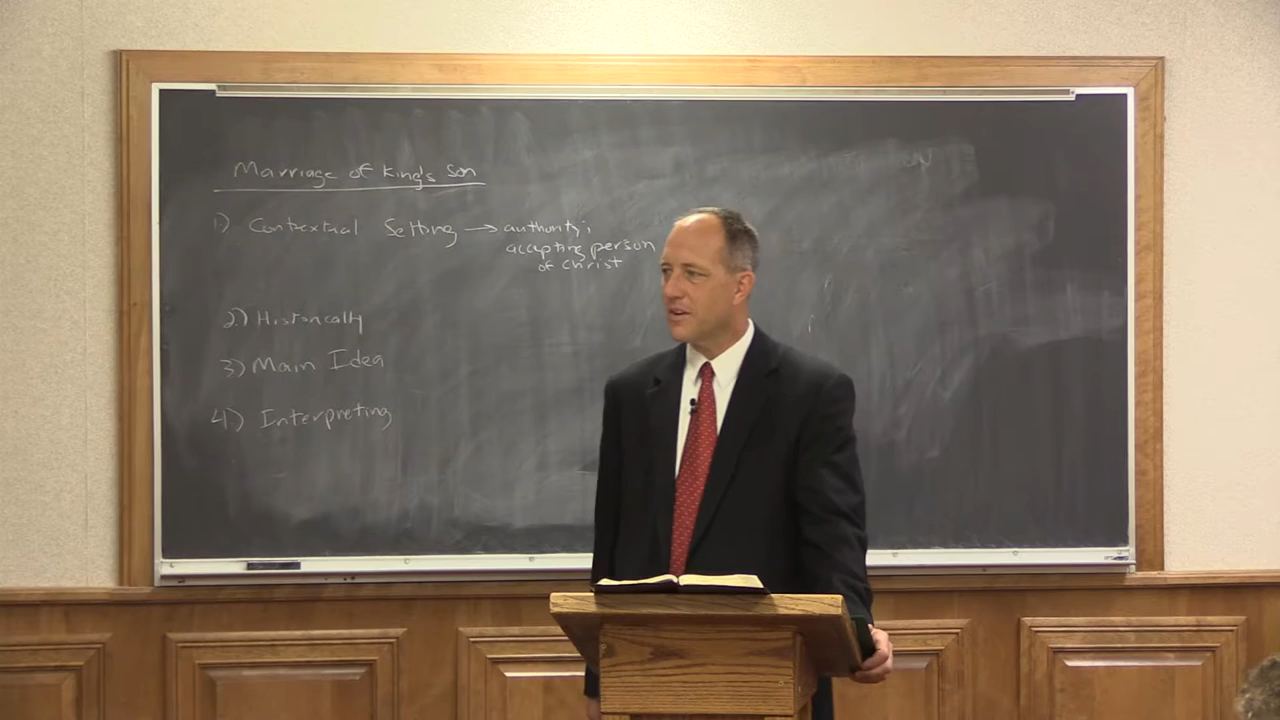 Marriage of King's Son
1.) Contextual Setting → authority;
accepting person
of Christ
2.) Historically
3.) Main Idea
4.) Interpreting